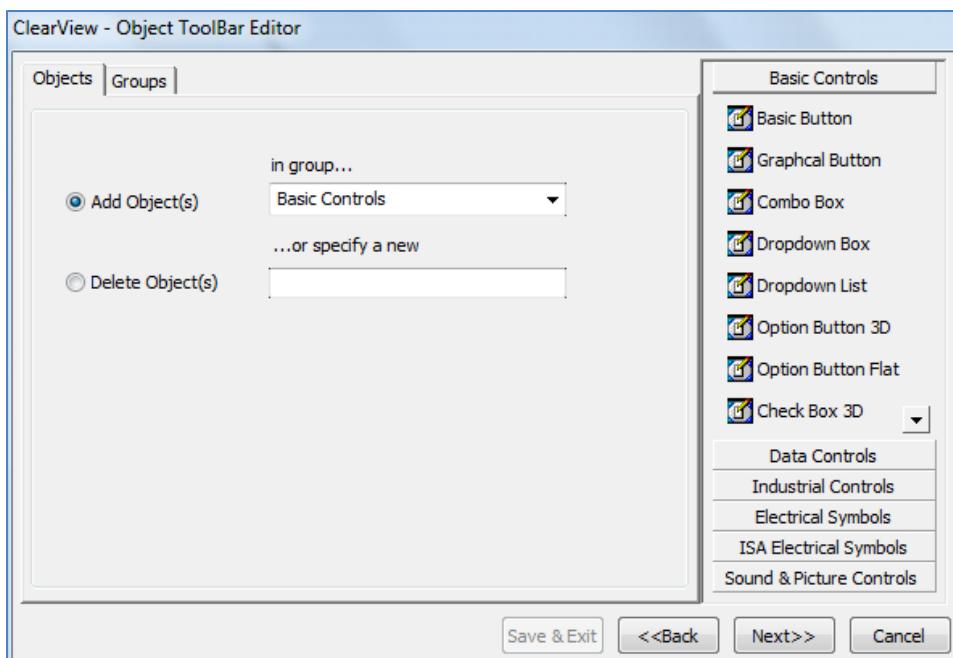 ClearView - Object ToolBar Editor
Objects
Groups
in group...
Add Object(s)
Basic Controls
...or specify a new
Delete Object(s)
Basic Controls
Basic Button
Graphcal Button
Combo Box
Dropdown Box
Dropdown List
Option Button 3D
Option Button Flat
Check Box 3D
Data Controls
Industrial Controls
Electrical Symbols
ISA Electrical Symbols
Sound & Picture Controls
Save & Exit
<<Back
Next>>
Cancel